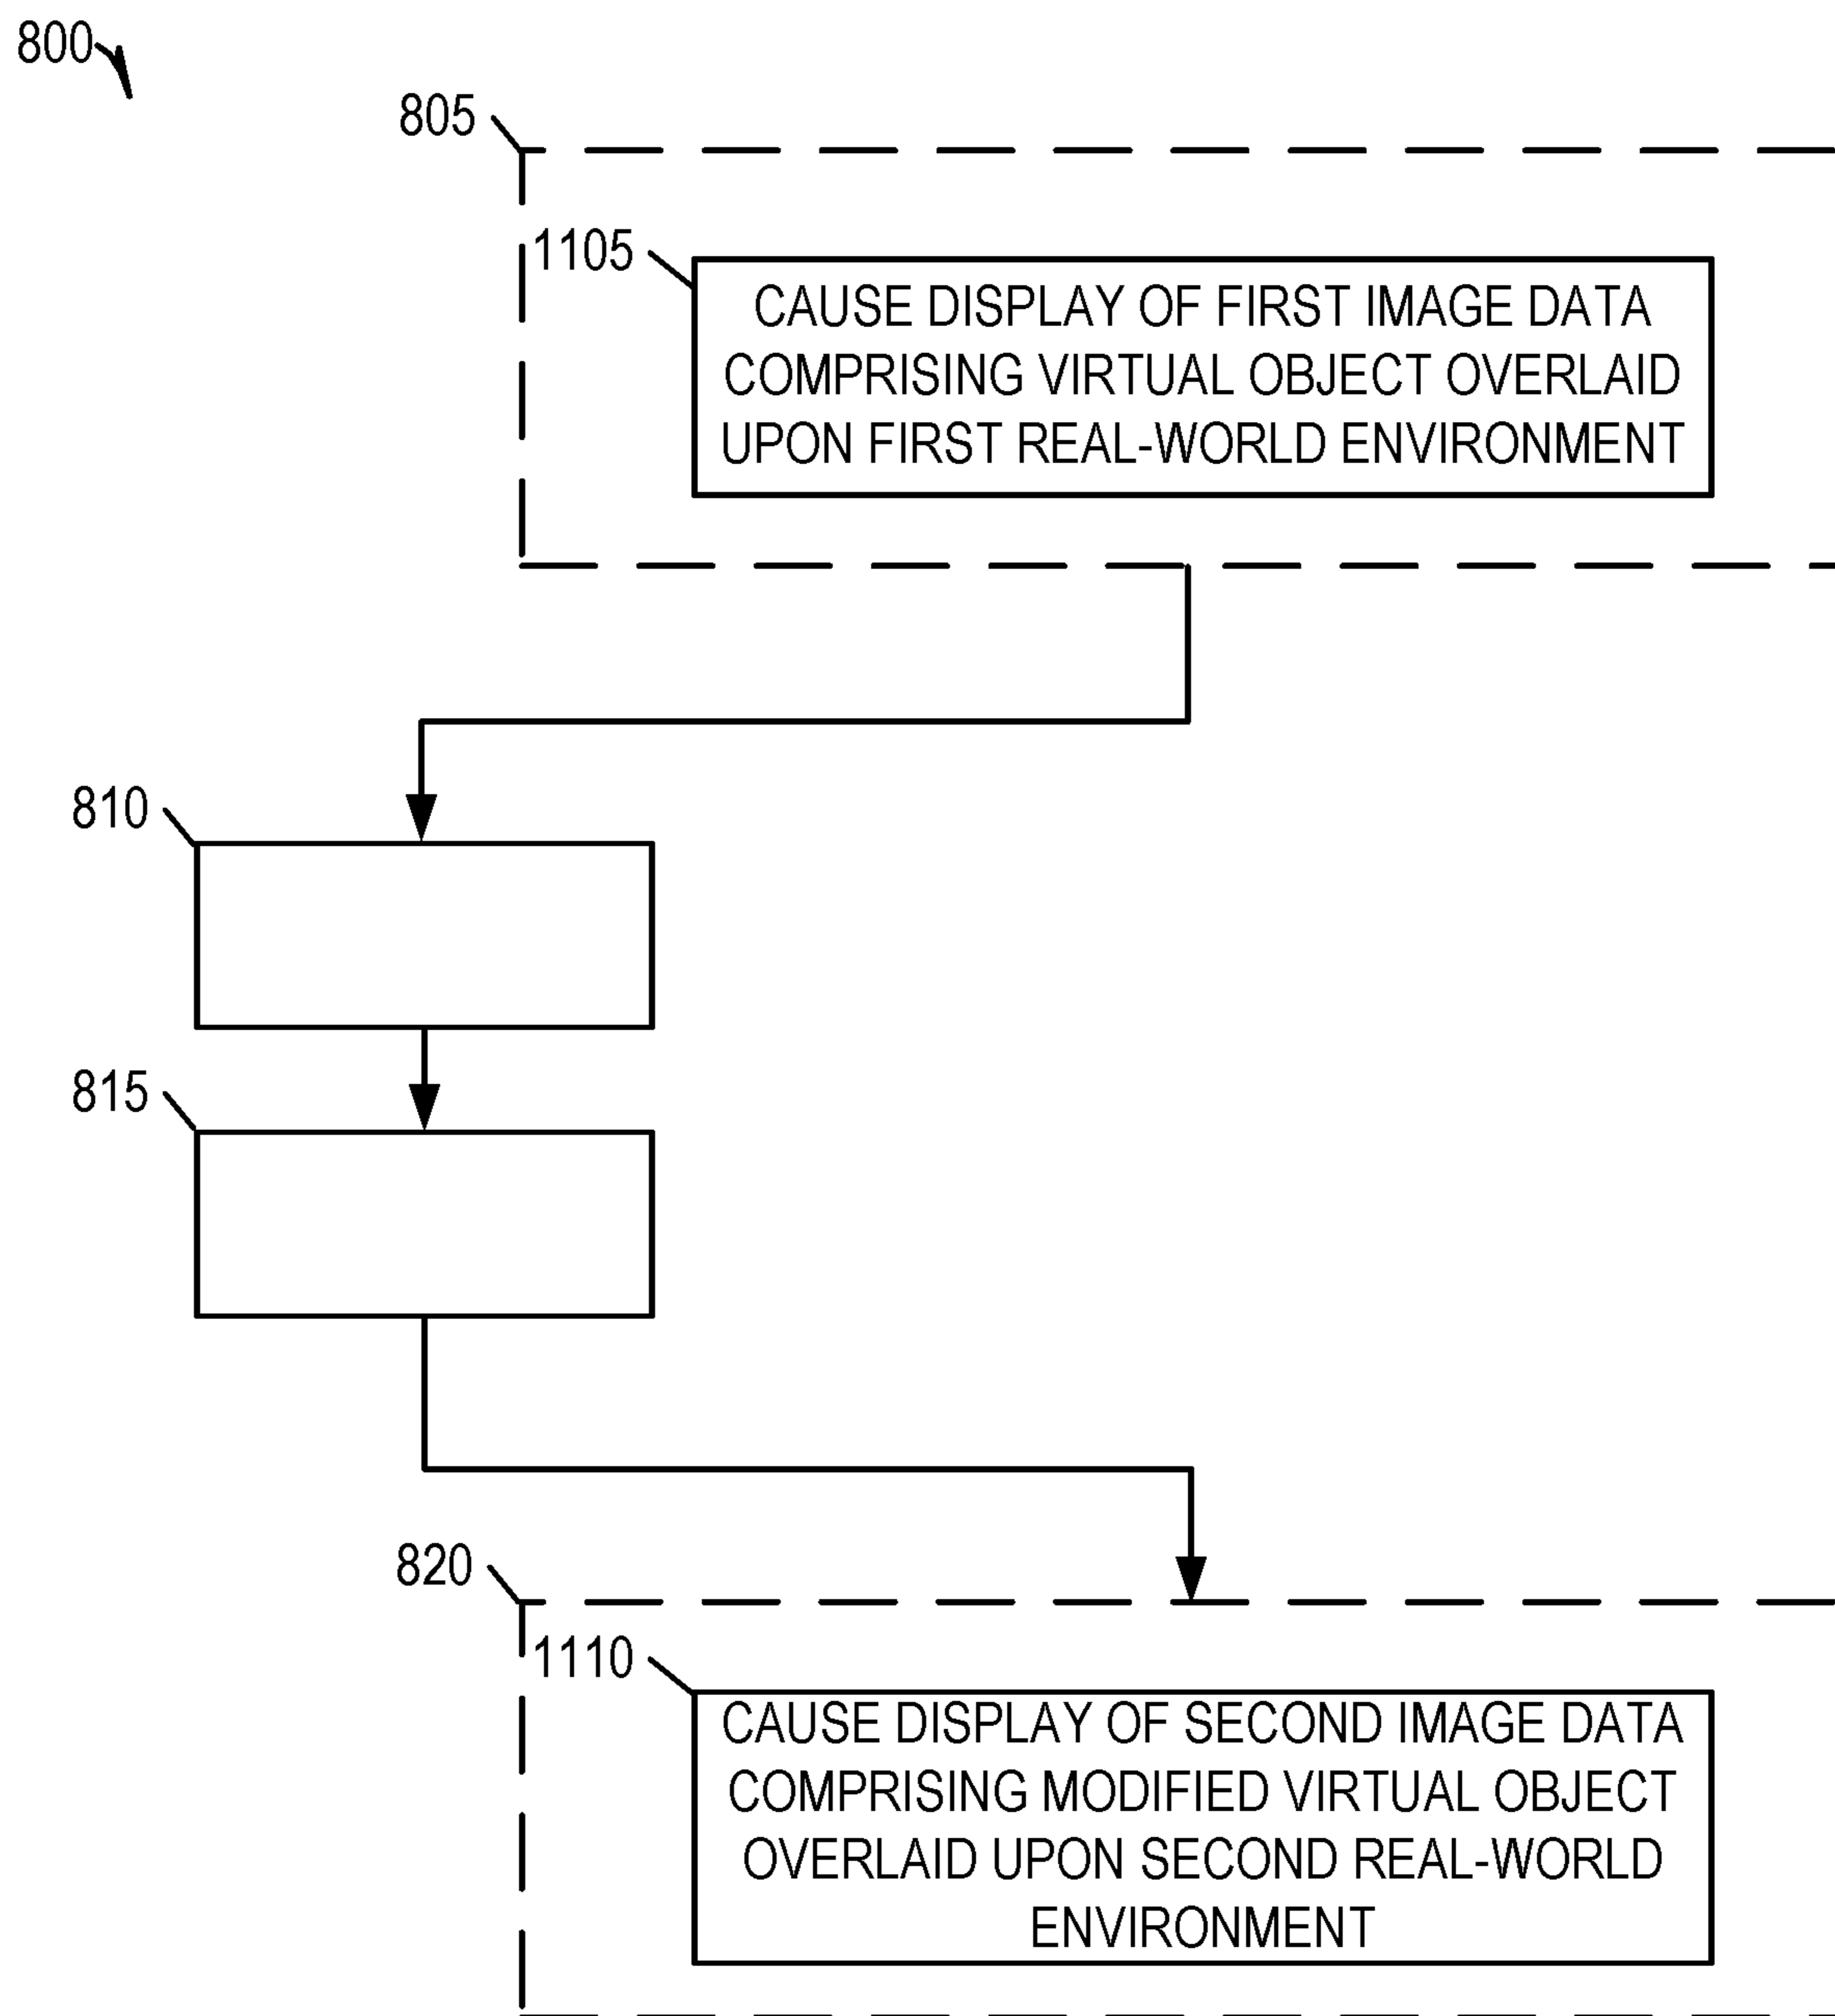 800
805
1105
CAUSE DISPLAY OF FIRST IMAGE DATA
COMPRISING VIRTUAL OBJECT OVERLAID
UPON FIRST REAL-WORLD ENVIRONMENT
810
815
820
1110
CAUSE DISPLAY OF SECOND IMAGE DATA
COMPRISING MODIFIED VIRTUAL OBJECT
OVERLAID UPON SECOND REAL-WORLD
ENVIRONMENT